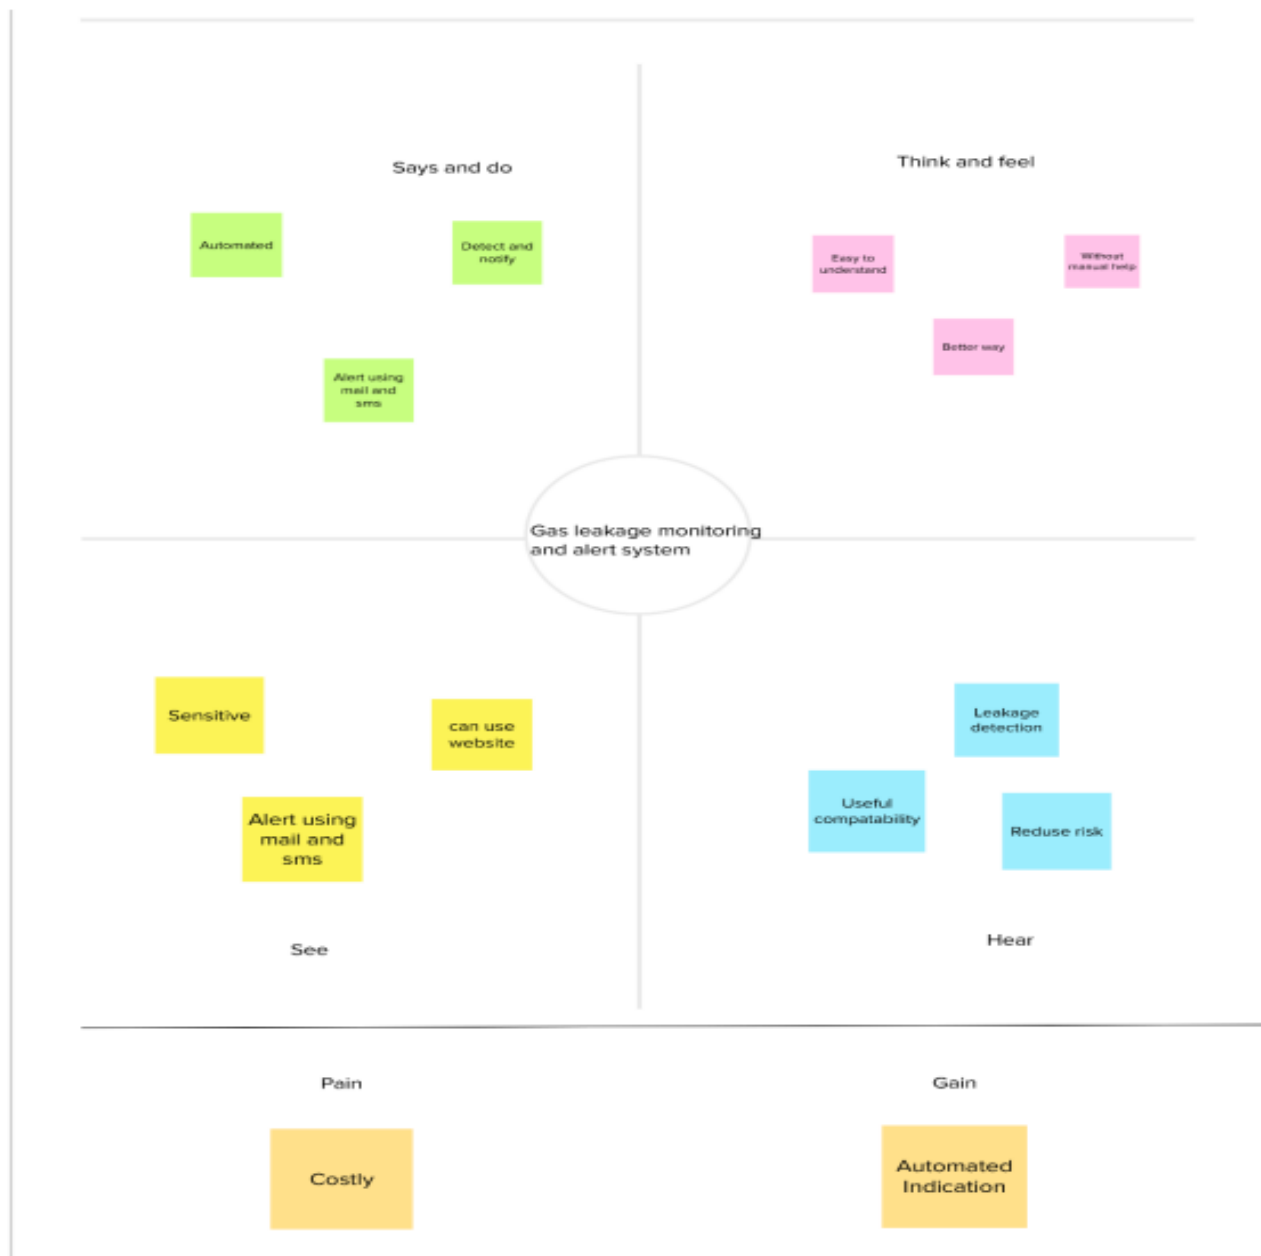 Says and do
Automated
Detect and
notify
Alert using
mail and
sms
Think and feel
Easy to
understand
Without
manual help
Better way
Gas leakage monitoring
and alert system
Sensitive
can use
website
Alert using
mail and
sms
See
Leakage
detection
Useful
compatability
Reduse risk
Hear
Pain
Costly
Gain
Automated
Indication